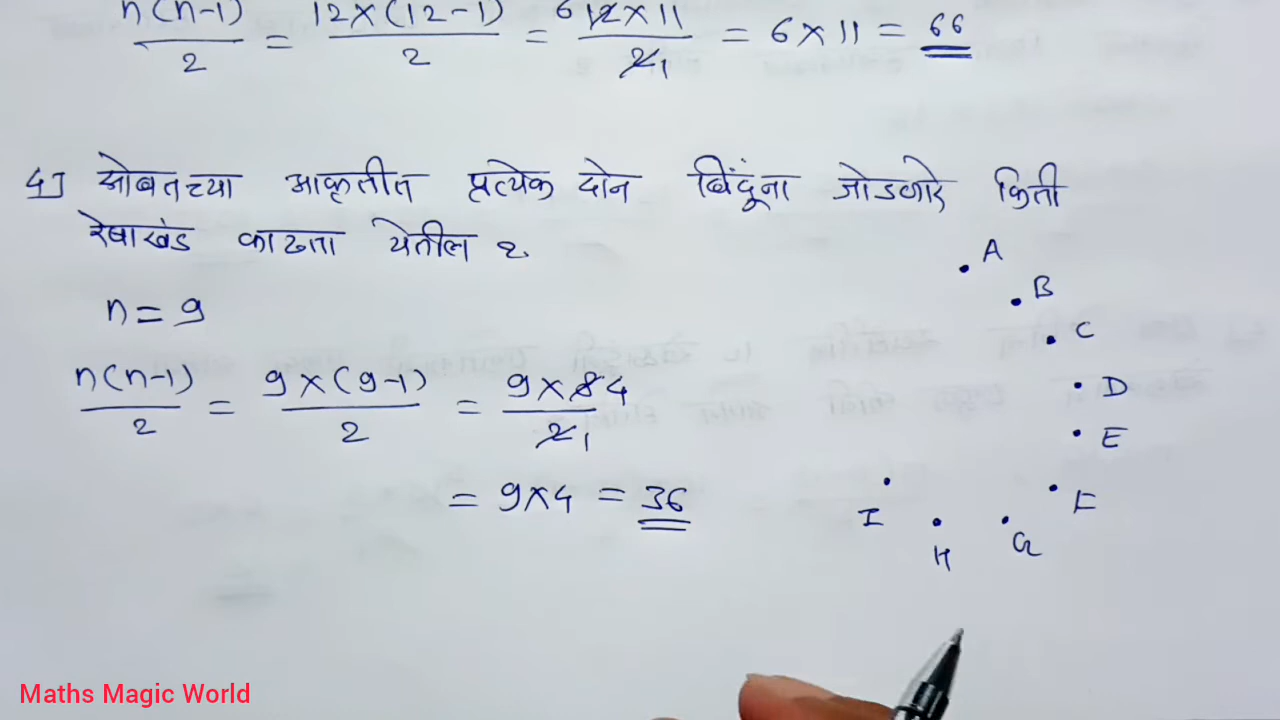 n(n-1)/2 = 12×(12-1)/2 = 6 12×11/2 1 = 6×11 = 66
4] सोबतच्या आकृतीत प्रत्येक दोन बिंदूंना जोडणारे किती
रेषाखंड काढता येतील ?
A
B
n = 9
C
n(n-1)/2 = 9×(9-1)/2 = 9×8 4/2 1
D
E
= 9×4 = 36
F
I
G
H
Maths Magic World